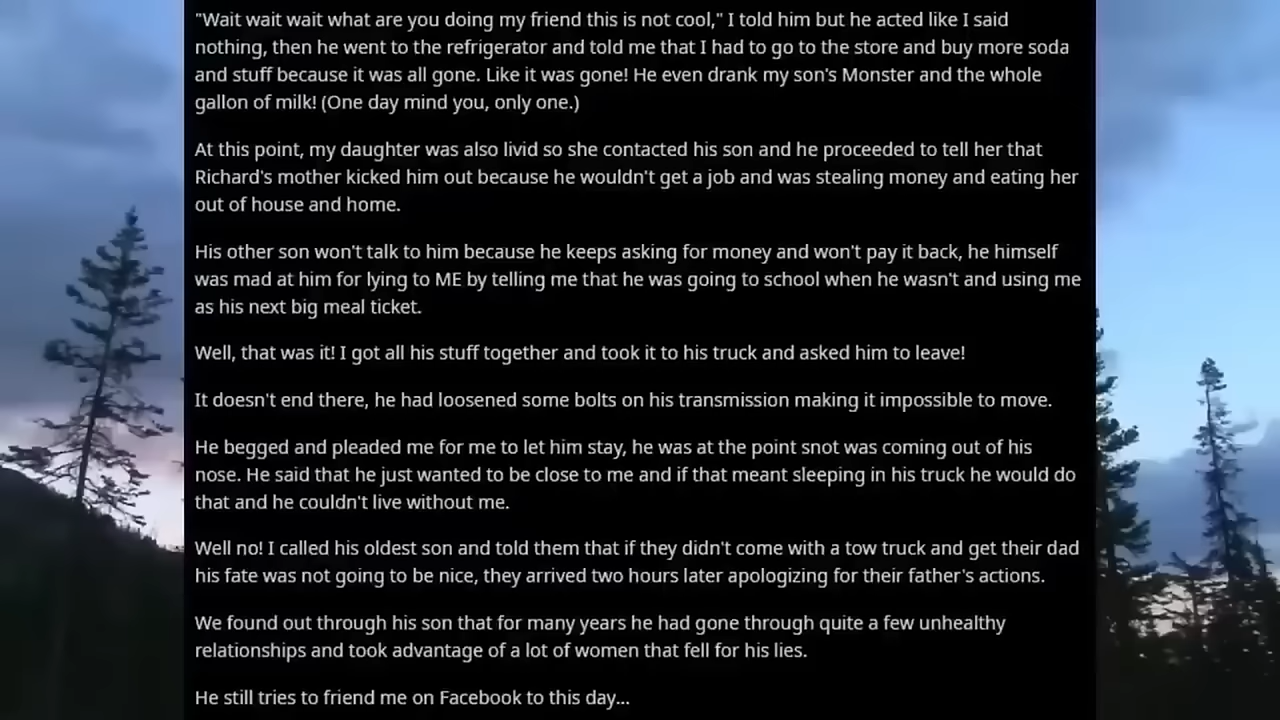 "Wait wait wait what are you doing my friend this is not cool," I told him but he acted like I said
nothing, then he went to the refrigerator and told me that I had to go to the store and buy more soda
and stuff because it was all gone. Like it was gone! He even drank my son's Monster and the whole
gallon of milk! (One day mind you, only one.)
At this point, my daughter was also livid so she contacted his son and he proceeded to tell her that
Richard's mother kicked him out because he wouldn't get a job and was stealing money and eating her
out of house and home.
His other son won't talk to him because he keeps asking for money and won't pay it back, he himself
was mad at him for lying to ME by telling me that he was going to school when he wasn't and using me
as his next big meal ticket.
Well, that was it! I got all his stuff together and took it to his truck and asked him to leave!
It doesn't end there, he had loosened some bolts on his transmission making it impossible to move.
He begged and pleaded me for me to let him stay, he was at the point snot was coming out of his
nose. He said that he just wanted to be close to me and if that meant sleeping in his truck he would do
that and he couldn't live without me.
Well no! I called his oldest son and told them that if they didn't come with a tow truck and get their dad
his fate was not going to be nice, they arrived two hours later apologizing for their father's actions.
We found out through his son that for many years he had gone through quite a few unhealthy
relationships and took advantage of a lot of women that fell for his lies.
He still tries to friend me on Facebook to this day...